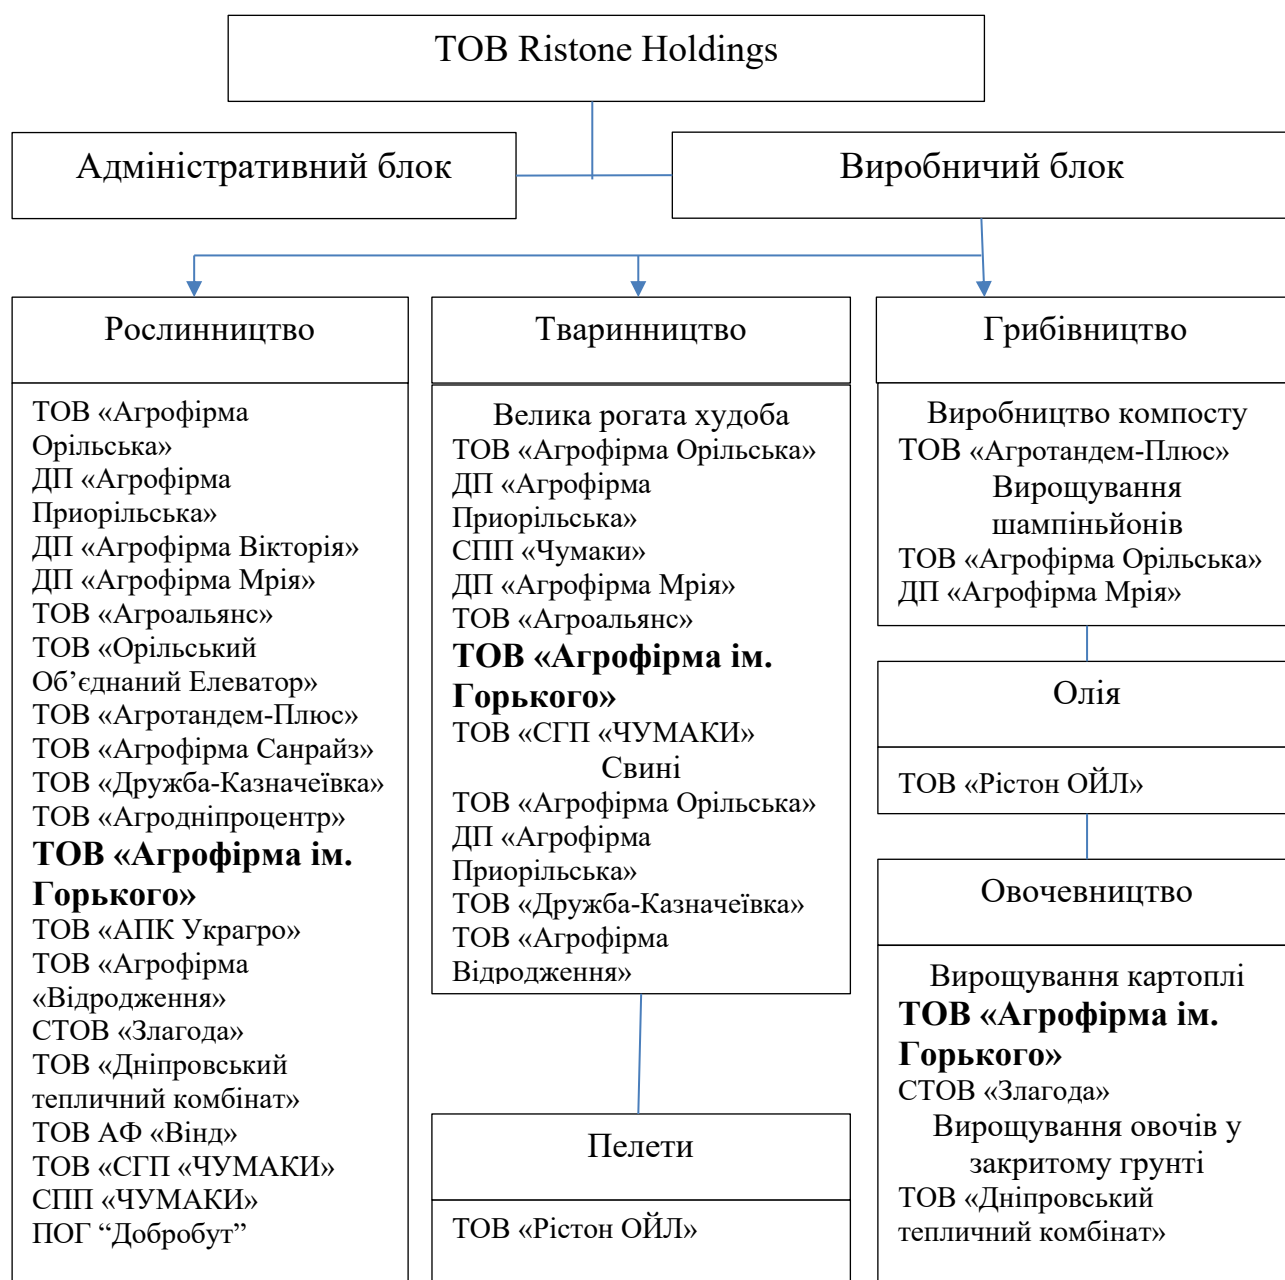 ТОВ Ristone Holdings
Адміністративний блок
Виробничий блок
Рослинництво
ТОВ «Агрофірма
Орільська»
ДП «Агрофірма
Приорільська»
ДП «Агрофірма Вікторія»
ДП «Агрофірма Мрія»
ТОВ «Агроальянс»
ТОВ «Орільський
Об’єднаний Елеватор»
ТОВ «Агротандем-Плюс»
ТОВ «Агрофірма Санрайз»
ТОВ «Дружба-Казначеївка»
ТОВ «Агродніпроцентр»
ТОВ «Агрофірма ім.
Горького»
ТОВ «АПК Украгро»
ТОВ «Агрофірма
«Відродження»
СТОВ «Злагода»
ТОВ «Дніпровський
тепличний комбінат»
ТОВ АФ «Вінд»
ТОВ «СГП «ЧУМАКИ»
СПП «ЧУМАКИ»
ПОГ “Добробут”
Тваринництво
Велика рогата худоба
ТОВ «Агрофірма Орільська»
ДП «Агрофірма
Приорільська»
СПП «Чумаки»
ДП «Агрофірма Мрія»
ТОВ «Агроальянс»
ТОВ «Агрофірма ім.
Горького»
ТОВ «СГП «ЧУМАКИ»
Свині
ТОВ «Агрофірма Орільська»
ДП «Агрофірма
Приорільська»
ТОВ «Дружба-Казначеївка»
ТОВ «Агрофірма
Відродження»
Пелети
ТОВ «Рістон ОЙЛ»
Грибівництво
Виробництво компосту
ТОВ «Агротандем-Плюс»
Вирощування
шампіньйонів
ТОВ «Агрофірма Орільська»
ДП «Агрофірма Мрія»
Олія
ТОВ «Рістон ОЙЛ»
Овочевництво
Вирощування картоплі
ТОВ «Агрофірма ім.
Горького»
СТОВ «Злагода»
Вирощування овочів у
закритому грунті
ТОВ «Дніпровський
тепличний комбінат»